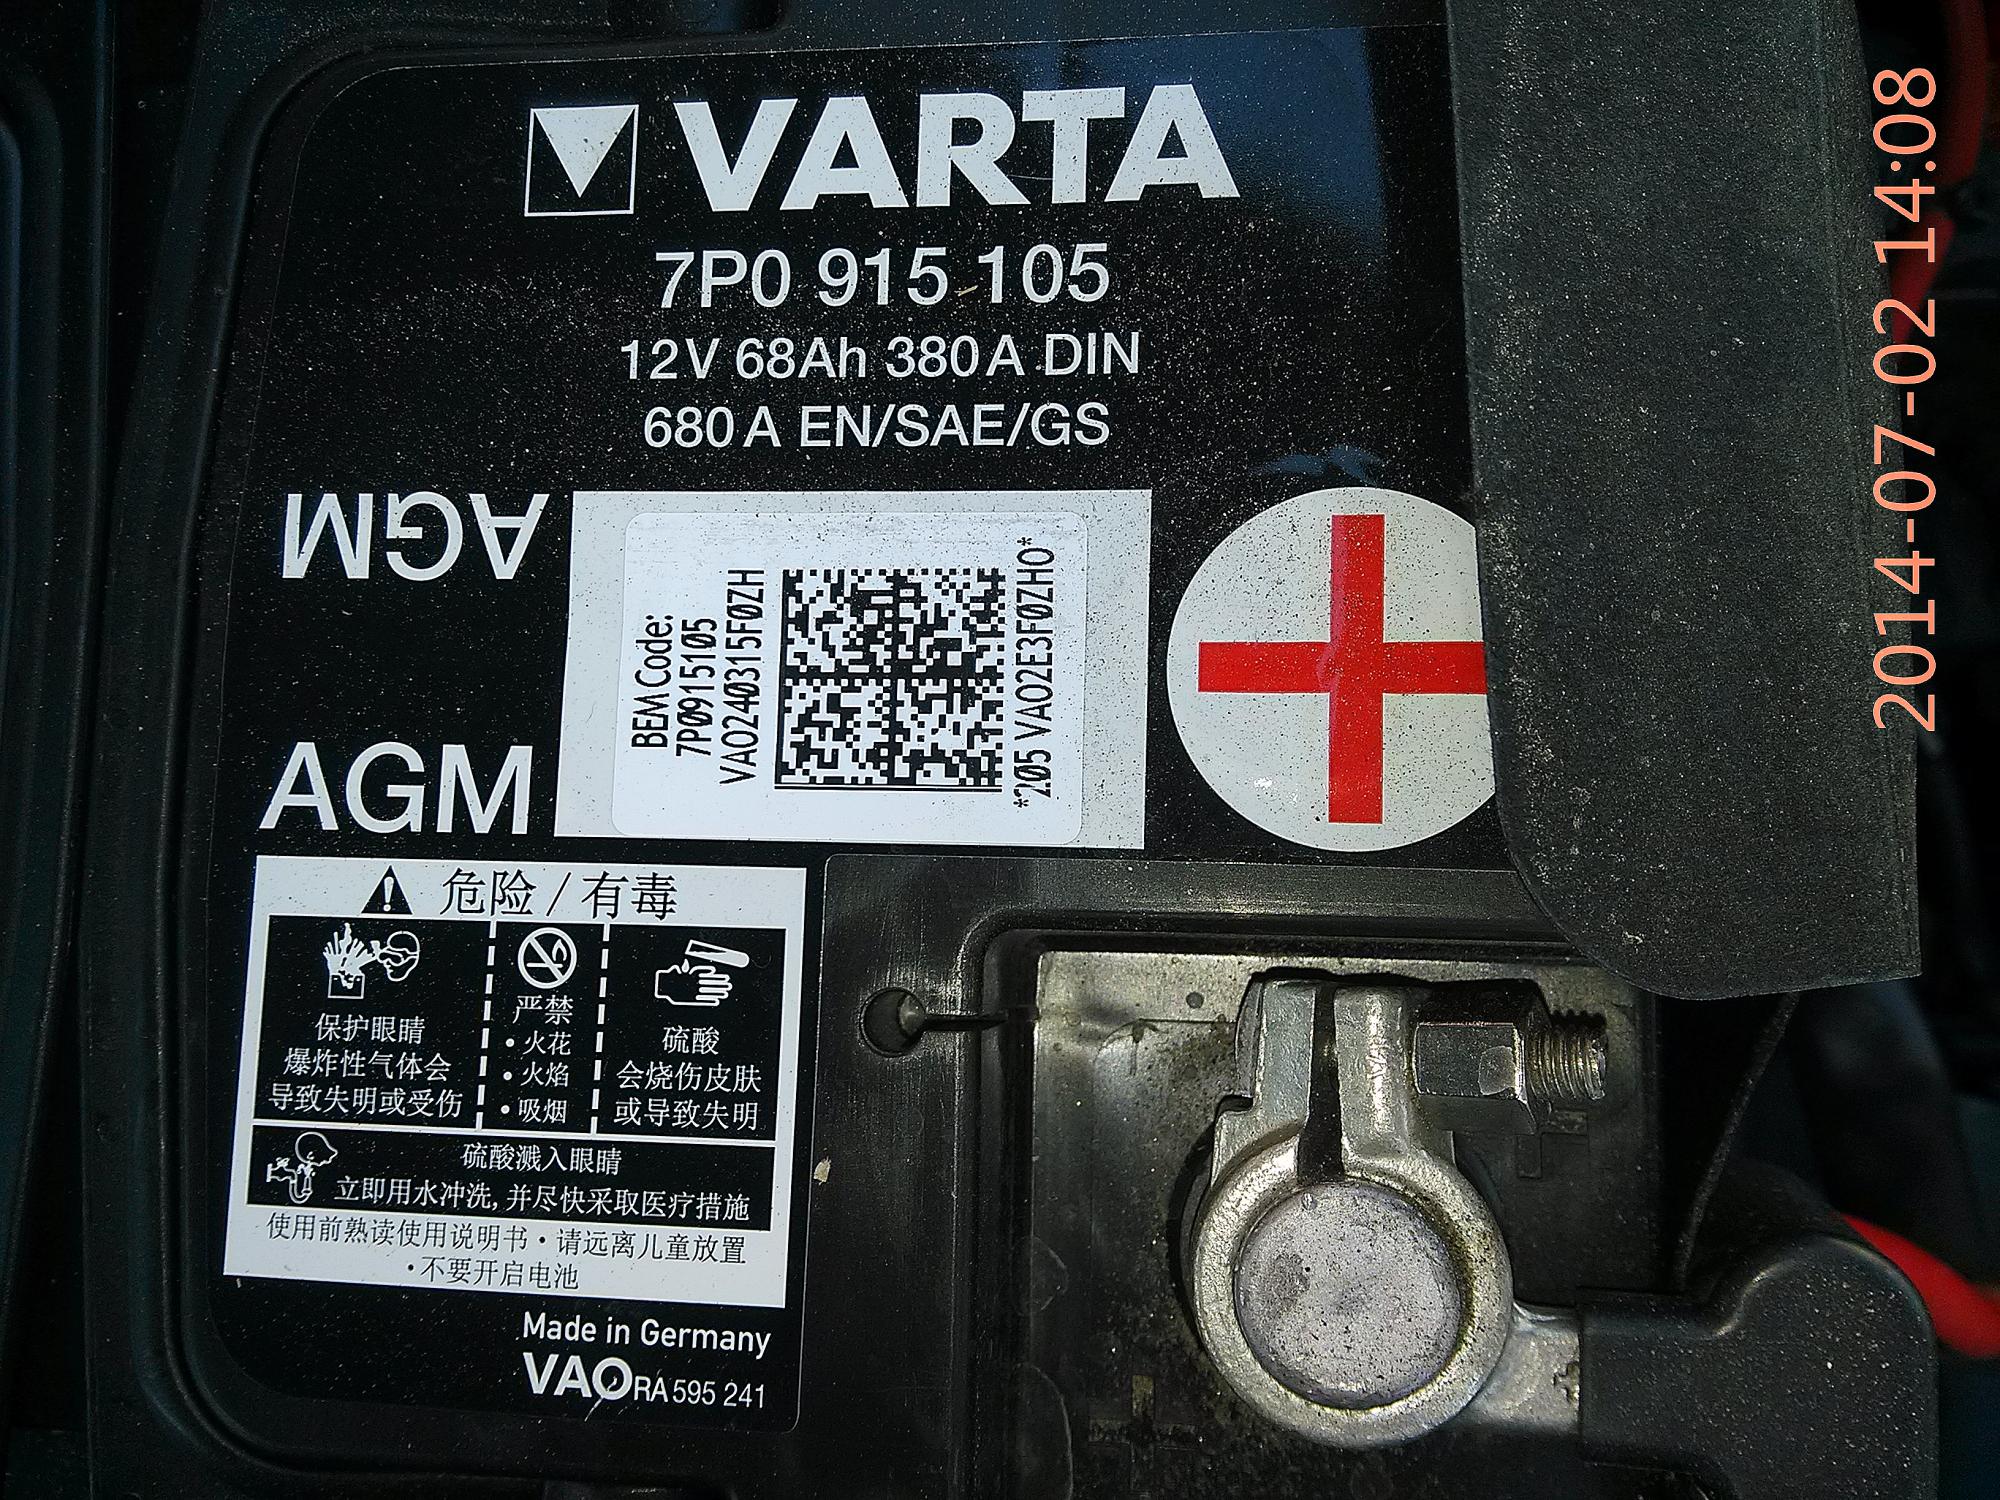 VARTA
7P0 915 105
12V 68Ah 380A DIN
680A EN/SAE/GS
AGM
AGM
BEM Code:
7P0915105
VAO240315F0ZH
*205 VAO2E3F0ZHO*
危险 / 有毒
保护眼睛
爆炸性气体会
导致失明或受伤
严禁
• 火花
• 火焰
• 吸烟
硫酸
会烧伤皮肤
或导致失明
硫酸溅入眼睛
立即用水冲洗, 并尽快采取医疗措施
使用前熟读使用说明书 • 请远离儿童放置
• 不要开启电池
Made in Germany
VAO RA 595 241
2014-07-02 14:08